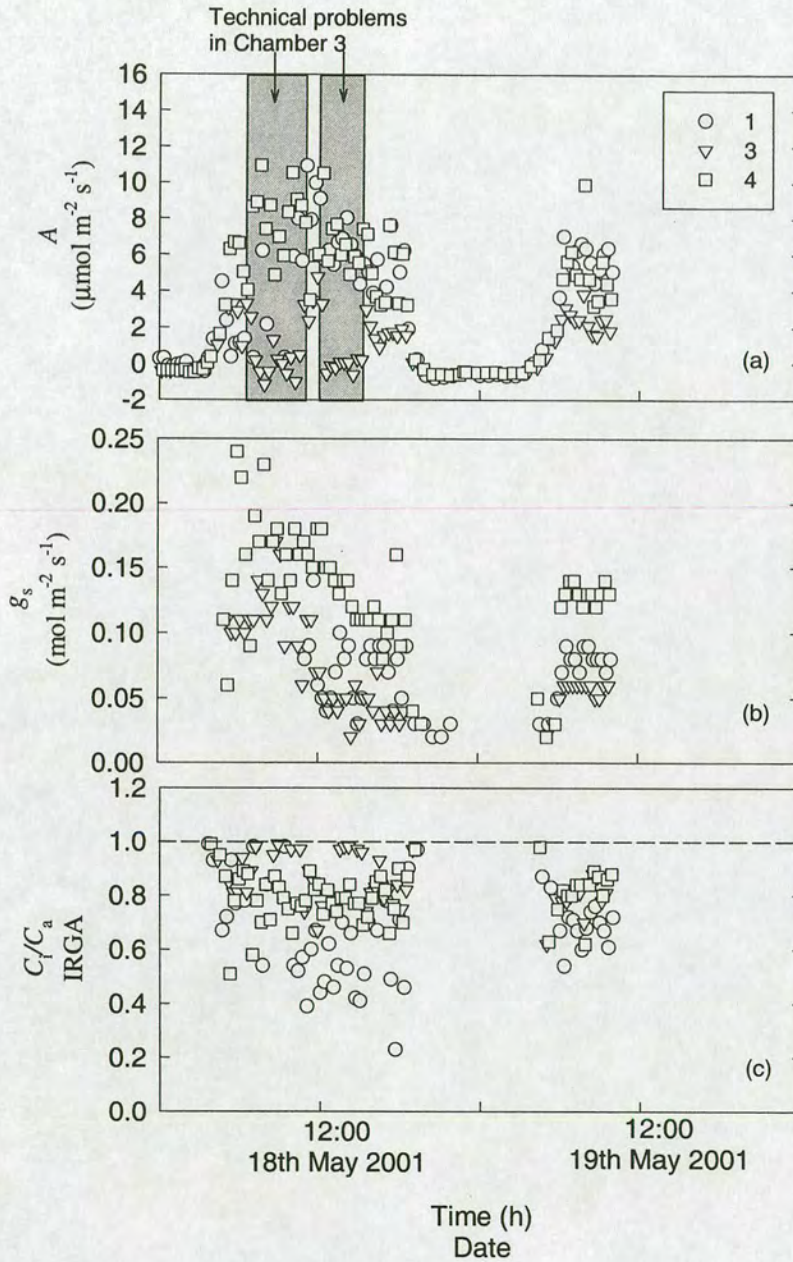 Technical problems
in Chamber 3
16
14
12
10
8
6
4
2
0
-2
A
(µmol m-2 s-1)
1
3
4
(a)
0.25
0.20
0.15
0.10
0.05
0.00
gs
(mol m-2 s-1)
(b)
1.2
1.0
0.8
0.6
0.4
0.2
0.0
Ci/Ca
IRGA
(c)
12:00
12:00
18th May 2001
19th May 2001
Time (h)
Date